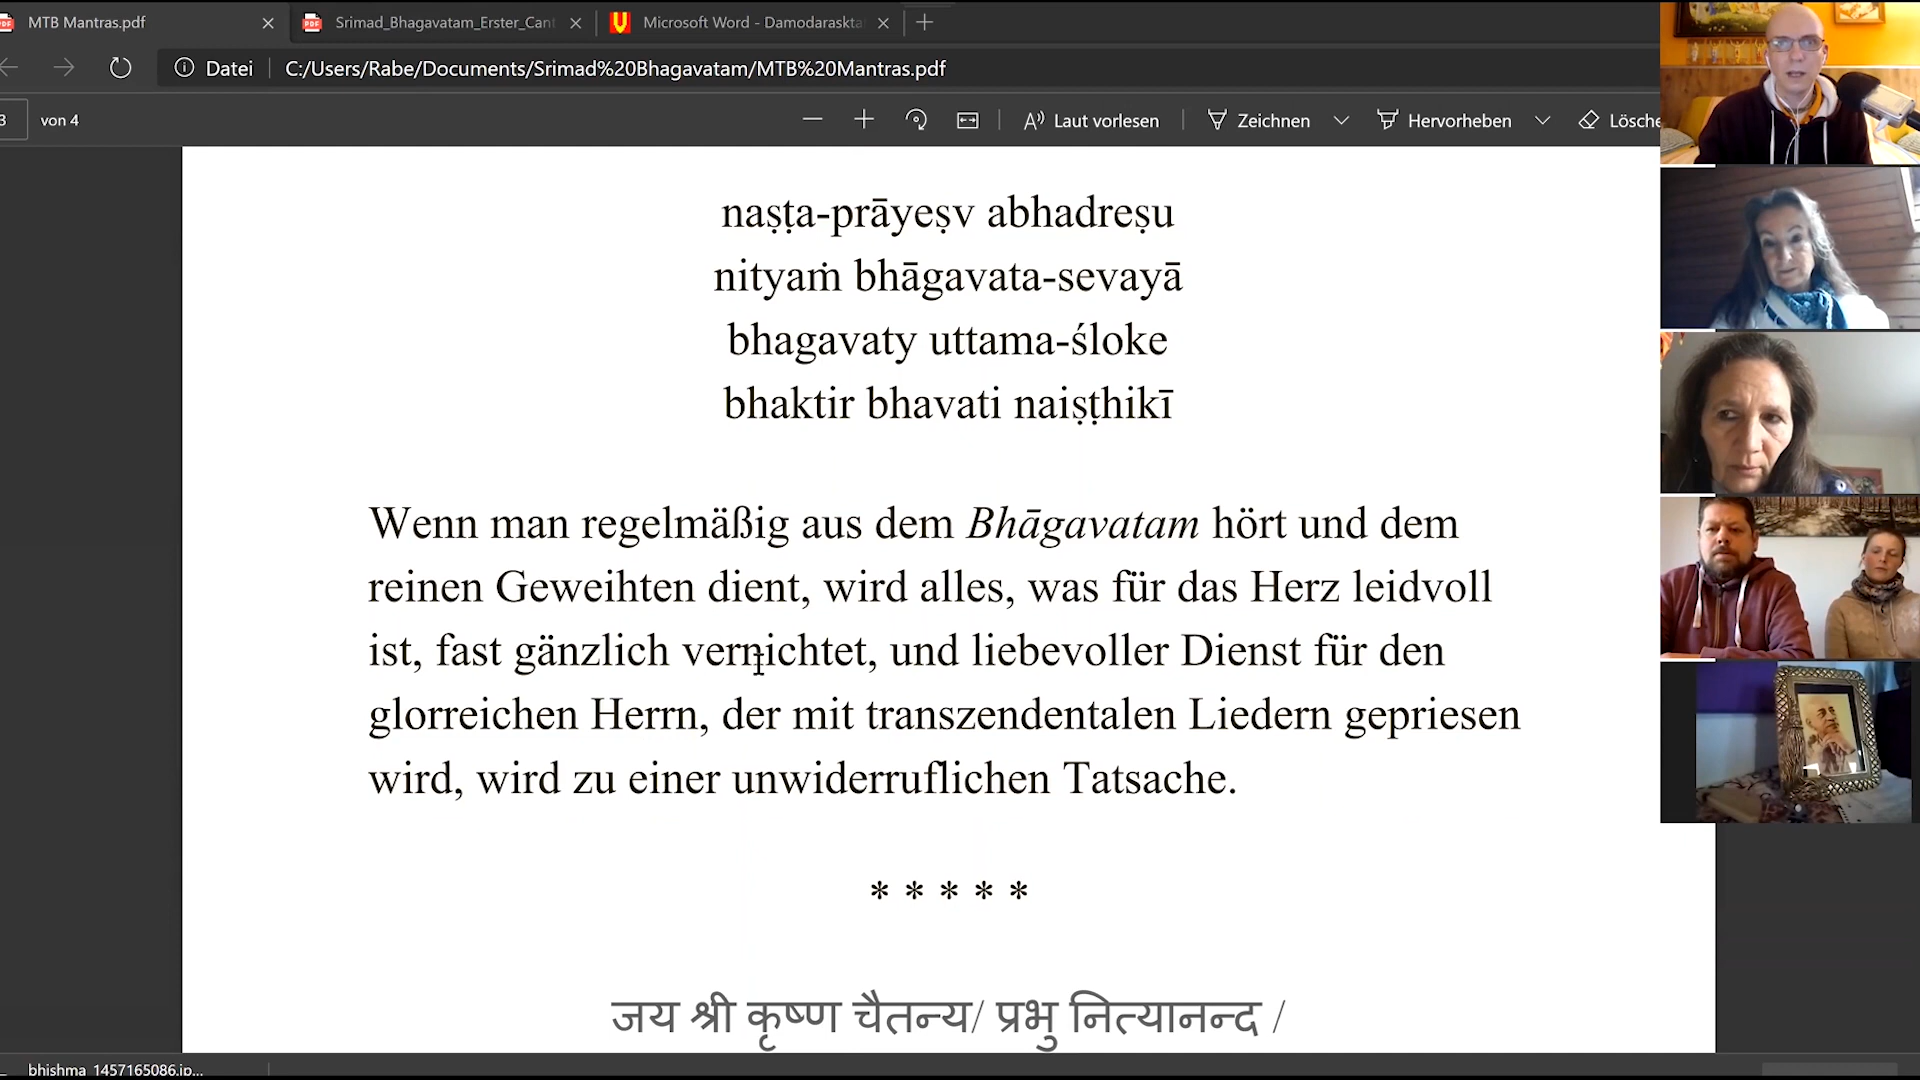 MTB Mantras.pdf
Srimad_Bhagavatam_Erster_Cant
Microsoft Word - Damodaraskta
Datei
C:/Users/Rabe/Documents/Srimad%20Bhagavatam/MTB%20Mantras.pdf
3 von 4
Laut vorlesen
Zeichnen
Hervorheben
Lösche
naṣṭa-prāyeṣv abhadreṣu
nityaṁ bhāgavata-sevayā
bhagavaty uttama-śloke
bhaktir bhavati naiṣṭhikī
Wenn man regelmäßig aus dem Bhāgavatam hört und dem
reinen Geweihten dient, wird alles, was für das Herz leidvoll
ist, fast gänzlich vernichtet, und liebevoller Dienst für den
glorreichen Herrn, der mit transzendentalen Liedern gepriesen
wird, wird zu einer unwiderruflichen Tatsache.
* * * * *
जय श्री कृष्ण चैतन्य/ प्रभु नित्यानन्द /
bhishma_1457165086.jp...